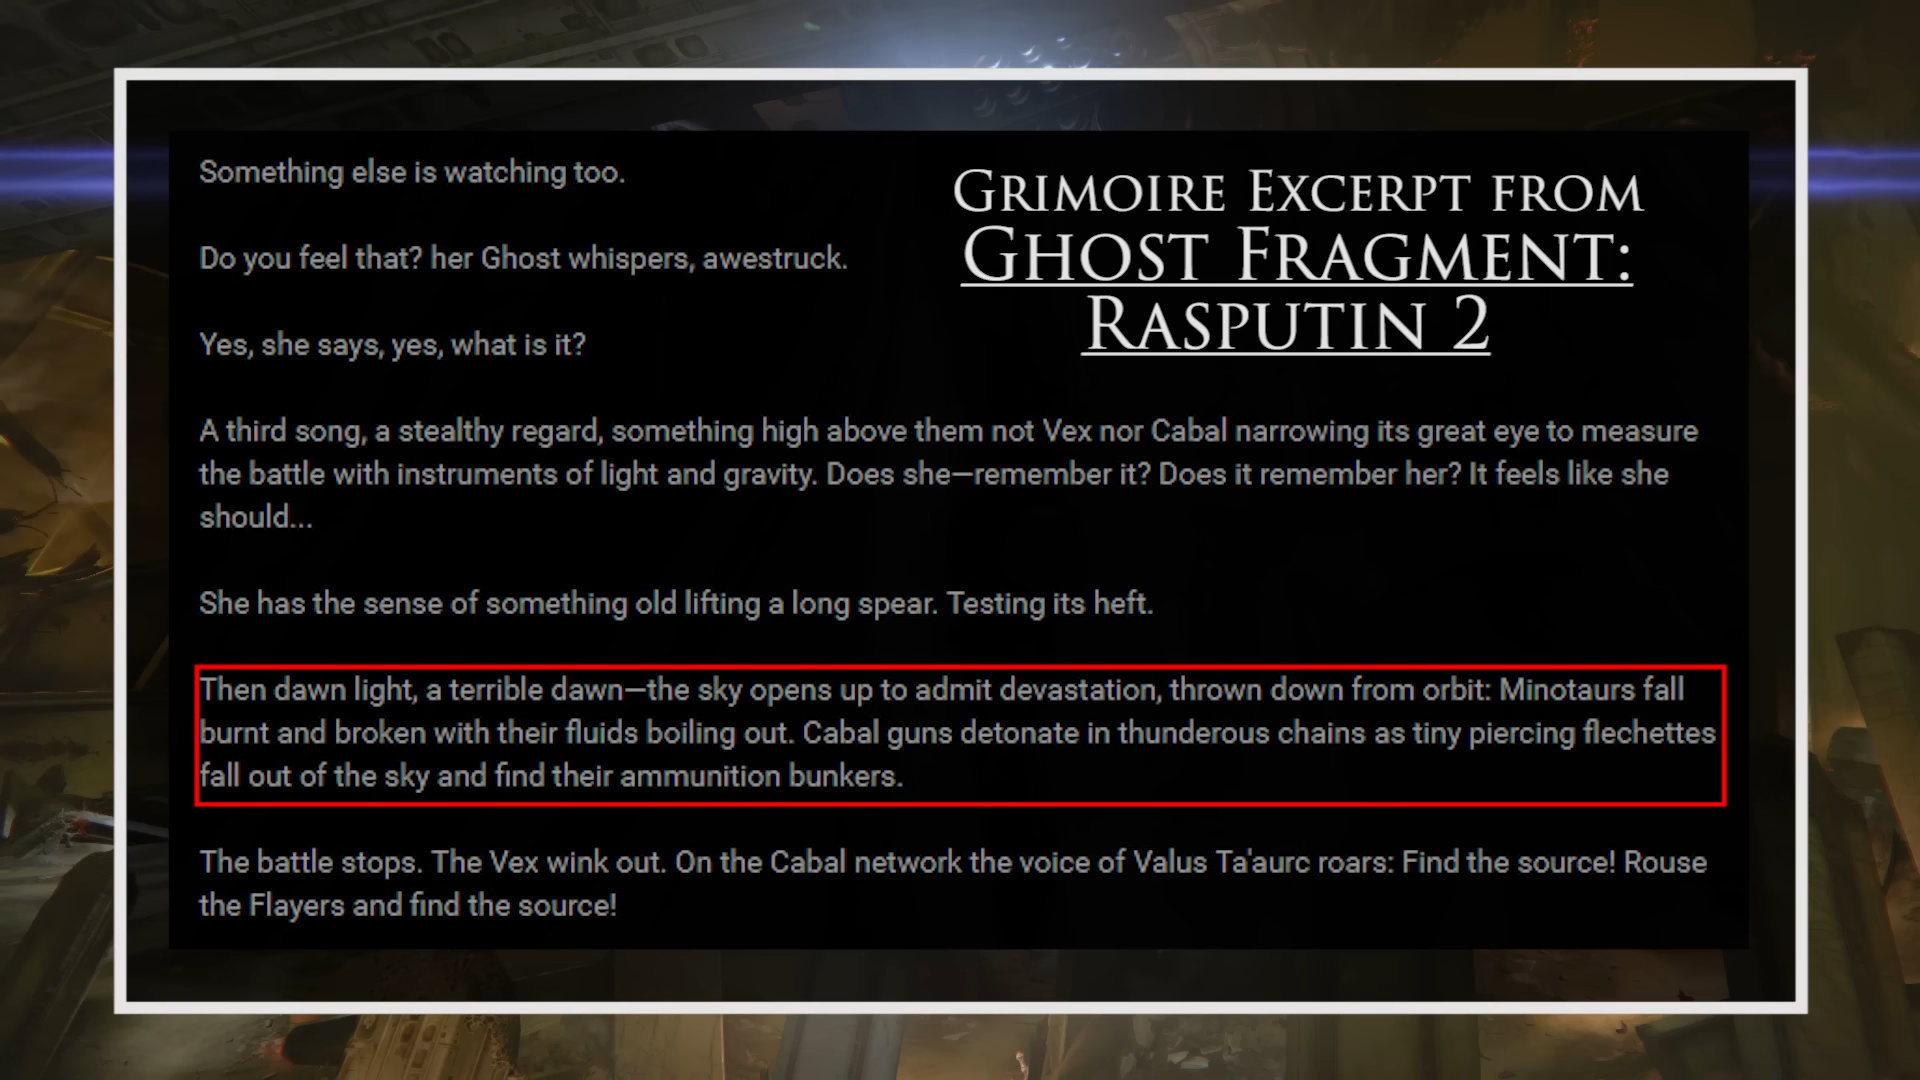 Something else is watching too.
GRIMOIRE EXCERPT FROM
GHOST FRAGMENT:
RASPUTIN 2
Do you feel that? her Ghost whispers, awestruck.
Yes, she says, yes, what is it?
A third song, a stealthy regard, something high above them not Vex nor Cabal narrowing its great eye to measure
the battle with instruments of light and gravity. Does she—remember it? Does it remember her? It feels like she
should...
She has the sense of something old lifting a long spear. Testing its heft.
Then dawn light, a terrible dawn—the sky opens up to admit devastation, thrown down from orbit: Minotaurs fall
burnt and broken with their fluids boiling out. Cabal guns detonate in thunderous chains as tiny piercing flechettes
fall out of the sky and find their ammunition bunkers.
The battle stops. The Vex wink out. On the Cabal network the voice of Valus Ta'aurc roars: Find the source! Rouse
the Flayers and find the source!